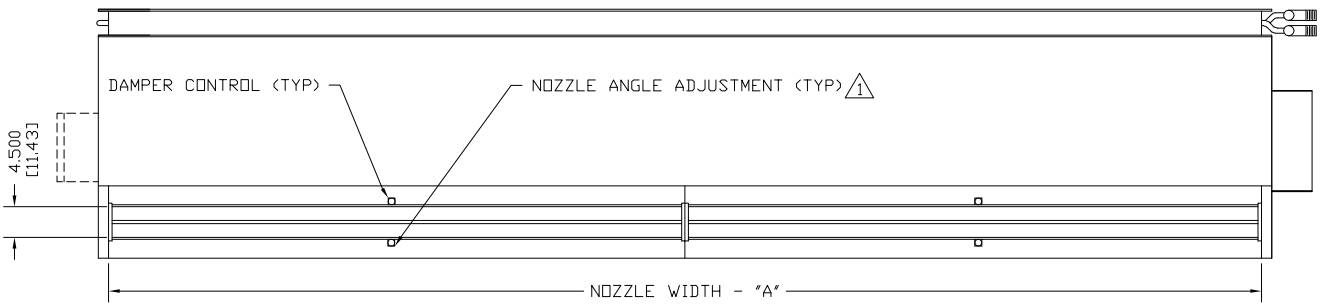 DAMPER CONTROL (TYP)
NOZZLE ANGLE ADJUSTMENT (TYP) 1
4.500
[11.43]
NOZZLE WIDTH - "A"